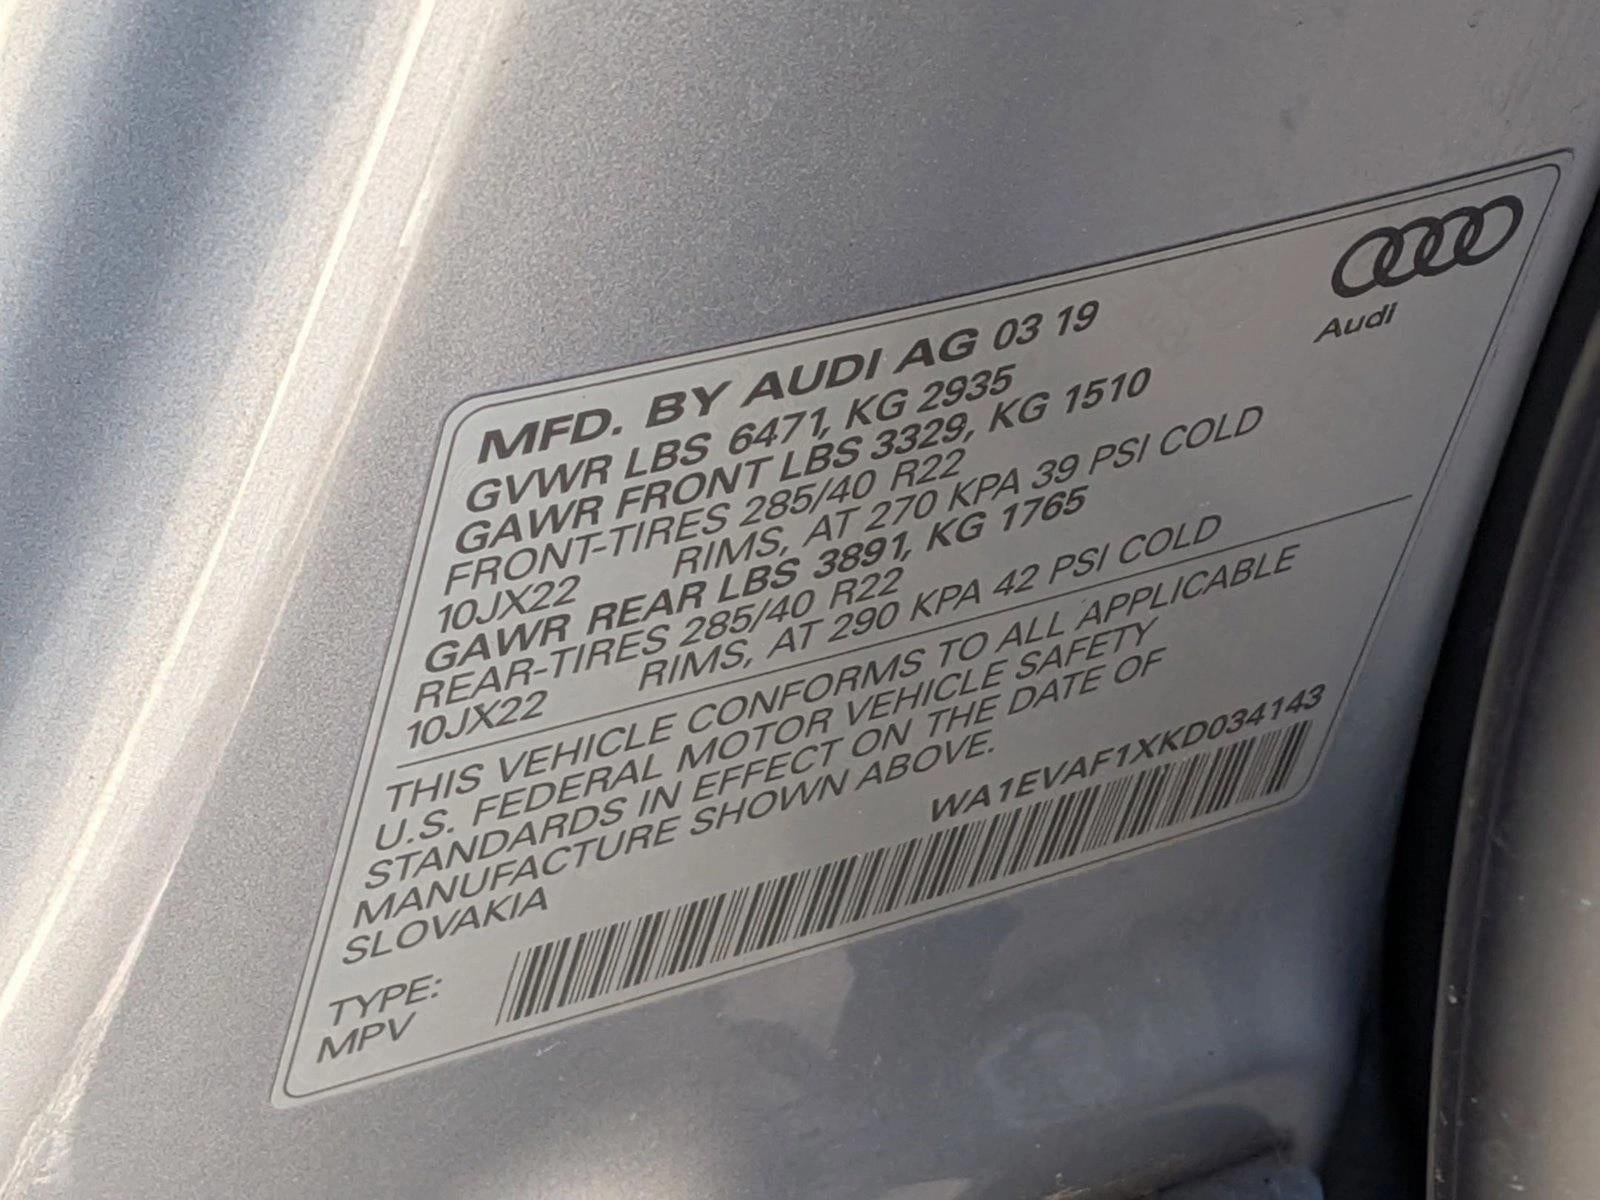 Audi
MFD. BY AUDI AG 03 19
GVWR LBS 6471, KG 2935
GAWR FRONT LBS 3329, KG 1510
FRONT-TIRES 285/40 R22
10JX22 RIMS, AT 270 KPA 39 PSI COLD
GAWR REAR LBS 3891, KG 1765
REAR-TIRES 285/40 R22
10JX22 RIMS, AT 290 KPA 42 PSI COLD
THIS VEHICLE CONFORMS TO ALL APPLICABLE
U.S. FEDERAL MOTOR VEHICLE SAFETY
STANDARDS IN EFFECT ON THE DATE OF
MANUFACTURE SHOWN ABOVE.
SLOVAKIA
WA1EVAF1XKD034143
TYPE:
MPV